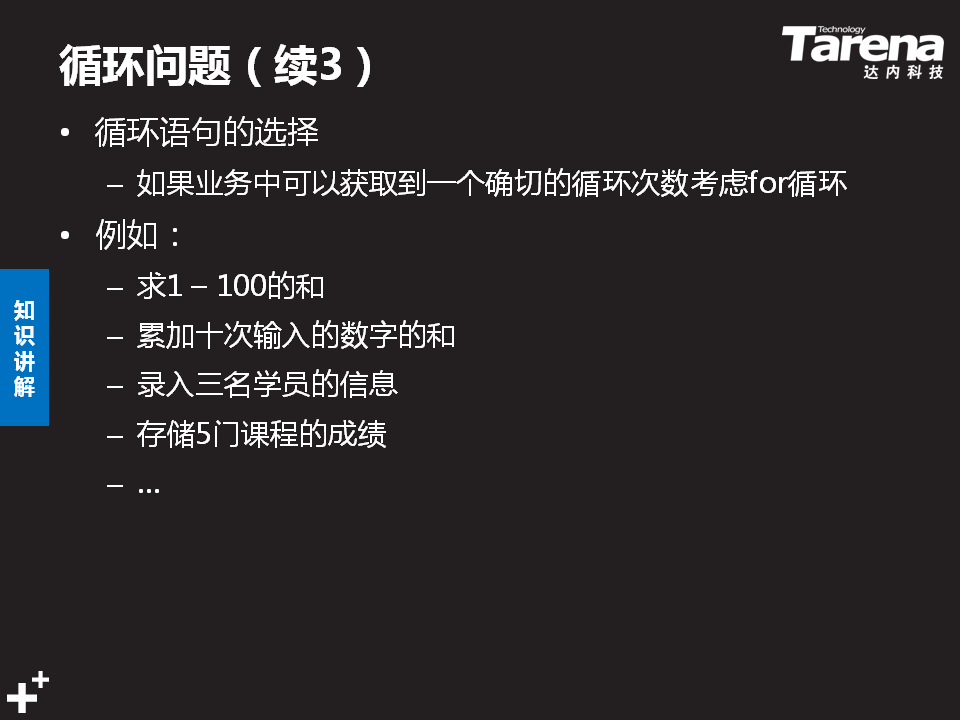 循环问题（续3）
Technology
Tarena
达内科技
• 循环语句的选择
– 如果业务中可以获取到一个确切的循环次数考虑for循环
• 例如：
– 求1 – 100的和
– 累加十次输入的数字的和
– 录入三名学员的信息
– 存储5门课程的成绩
– …
知识讲解